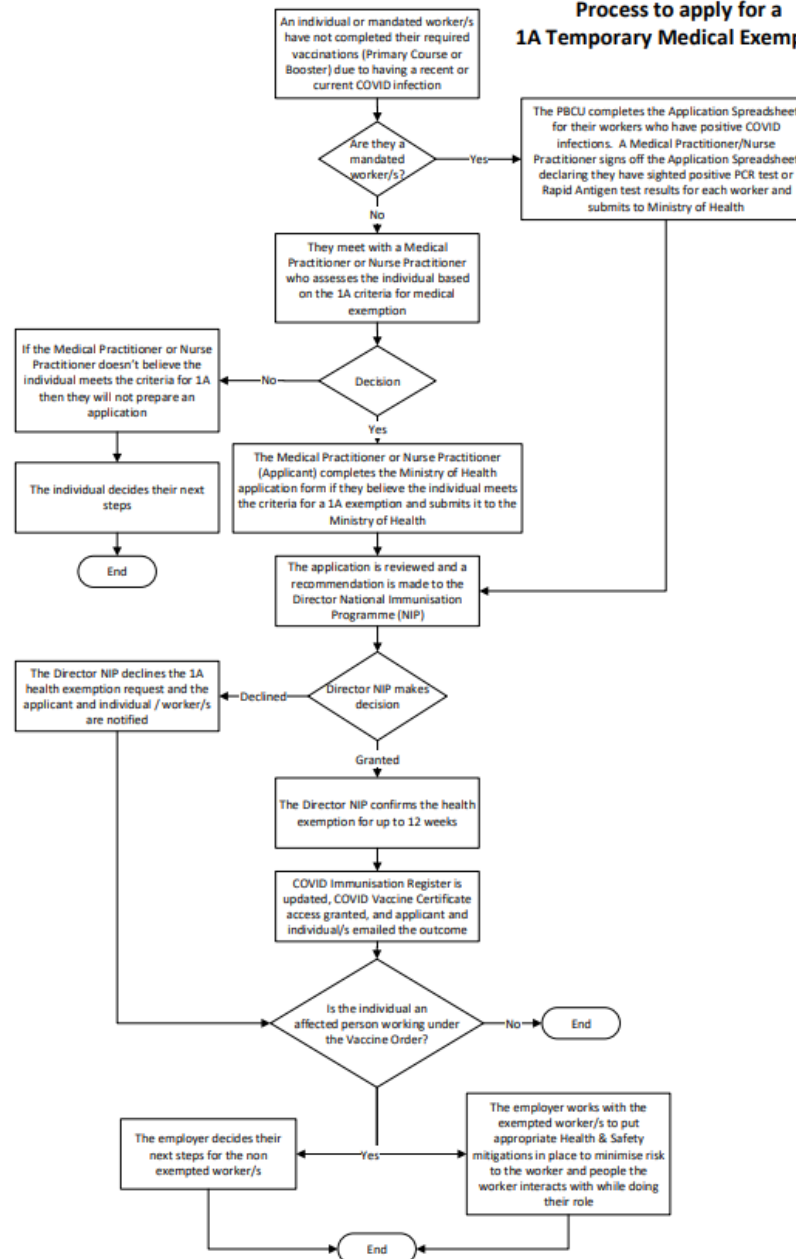 Process to apply for a
1A Temporary Medical Exemp
An individual or mandated worker/s
have not completed their required
vaccinations (Primary Course or
Booster) due to having a recent or
current COVID infection
Are they a
mandated
worker/s?
Yes
The PBCU completes the Application Spreadsheet
for their workers who have positive COVID
infections. A Medical Practitioner/Nurse
Practitioner signs off the Application Spreadsheet
declaring they have sighted positive PCR test or
Rapid Antigen test results for each worker and
submits to Ministry of Health
No
They meet with a Medical
Practitioner or Nurse Practitioner
who assesses the individual based
on the 1A criteria for medical
exemption
Decision
No
If the Medical Practitioner or Nurse
Practitioner doesn't believe the
individual meets the criteria for 1A
then they will not prepare an
application
The individual decides their next
steps
End
Yes
The Medical Practitioner or Nurse Practitioner
(Applicant) completes the Ministry of Health
application form if they believe the individual meets
the criteria for a 1A exemption and submits it to the
Ministry of Health
The application is reviewed and a
recommendation is made to the
Director National Immunisation
Programme (NIP)
Director NIP makes
decision
Declined
The Director NIP declines the 1A
health exemption request and the
applicant and individual / worker/s
are notified
Granted
The Director NIP confirms the health
exemption for up to 12 weeks
COVID Immunisation Register is
updated, COVID Vaccine Certificate
access granted, and applicant and
individual/s emailed the outcome
Is the individual an
affected person working under
the Vaccine Order?
No
End
Yes
The employer decides their
next steps for the non
exempted worker/s
The employer works with the
exempted worker/s to put
appropriate Health & Safety
mitigations in place to minimise risk
to the worker and people the
worker interacts with while doing
their role
End